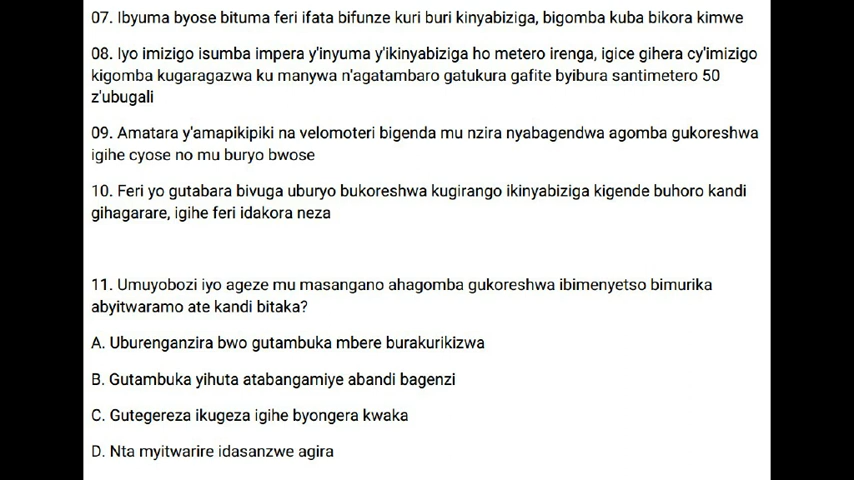 07. Ibyuma byose bituma feri ifata bifunze kuri buri kinyabiziga, bigomba kuba bikora kimwe
08. Iyo imizigo isumba impera y'inyuma y'ikinyabiziga ho metero irenga, igice gihera cy'imizigo
kigomba kugaragazwa ku manywa n'agatambaro gatukura gafite byibura santimetero 50
z'ubugali
09. Amatara y'amapikipiki na velomoteri bigenda mu nzira nyabagendwa agomba gukoreshwa
igihe cyose no mu buryo bwose
10. Feri yo gutabara bivuga uburyo bukoreshwa kugirango ikinyabiziga kigende buhoro kandi
gihagarare, igihe feri idakora neza
11. Umuyobozi iyo ageze mu masangano ahagomba gukoreshwa ibimenyetso bimurika
abyitwaramo ate kandi bitaka?
A. Uburenganzira bwo gutambuka mbere burakurikizwa
B. Gutambuka yihuta atabangamiye abandi bagenzi
C. Gutegereza ikugeza igihe byongera kwaka
D. Nta myitwarire idasanzwe agira